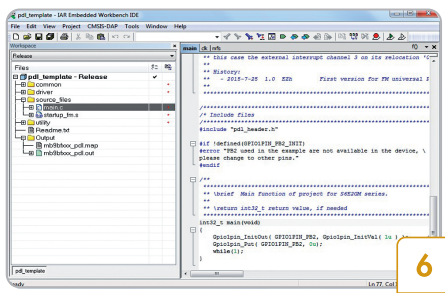 pdl_template - IAR Embedded Workbench IDE
File Edit View Project CMSIS-DAP Tools Window Help
Workspace
Release
Files
pdl_template - Release
common
driver
source_files
main.c
startup_fm.s
utility
Readme.txt
Output
mb9bfxxx_pdl.map
mb9bfxxx_pdl.out
pdl_template
main clk nfs
f()
** this case the external interrupt channel 3 on its relocation
**
** History:
** - 2015-7-25 1.0 EZh First version for FM universal
**
/* Include files
#include "pdl_header.h"
#if !defined(GPIO1PIN_PB2_INIT)
#error "PB2 used in the example are not available in the device, \
please change to other pins."
#endif
/**
** \brief Main function of project for S6E2GM series.
**
** \return int32_t return value, if needed
int32_t main(void)
{
Gpio1pin_InitOut( GPIO1PIN_PB2, Gpio1pin_InitVal( 1u )
Gpio1pin_Put( GPIO1PIN_PB2, 0u);
while(1);
}
Ln 77, Col
6